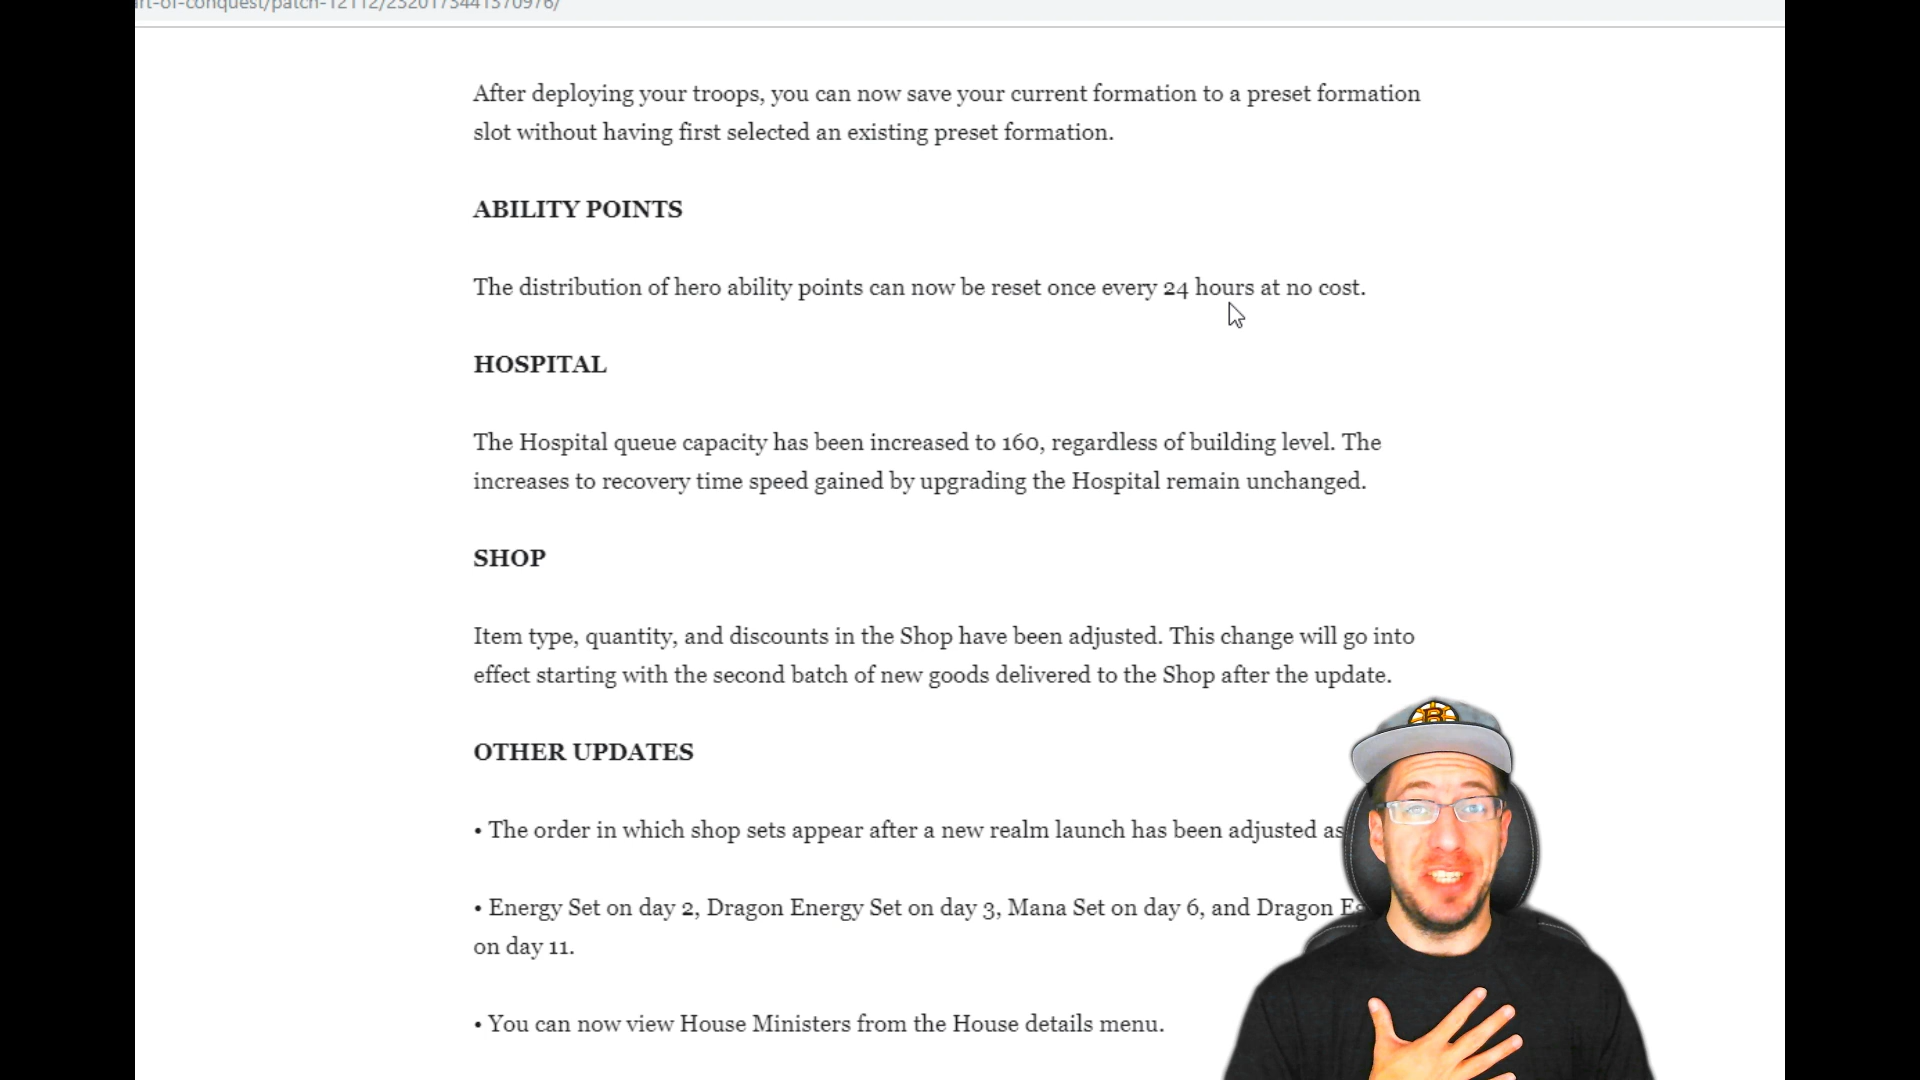 rt-of-conquest/patch-12112/2320173441370976/
After deploying your troops, you can now save your current formation to a preset formation
slot without having first selected an existing preset formation.
ABILITY POINTS
The distribution of hero ability points can now be reset once every 24 hours at no cost.
HOSPITAL
The Hospital queue capacity has been increased to 160, regardless of building level. The
increases to recovery time speed gained by upgrading the Hospital remain unchanged.
SHOP
Item type, quantity, and discounts in the Shop have been adjusted. This change will go into
effect starting with the second batch of new goods delivered to the Shop after the update.
OTHER UPDATES
• The order in which shop sets appear after a new realm launch has been adjusted as
• Energy Set on day 2, Dragon Energy Set on day 3, Mana Set on day 6, and Dragon
on day 11.
• You can now view House Ministers from the House details menu.
B